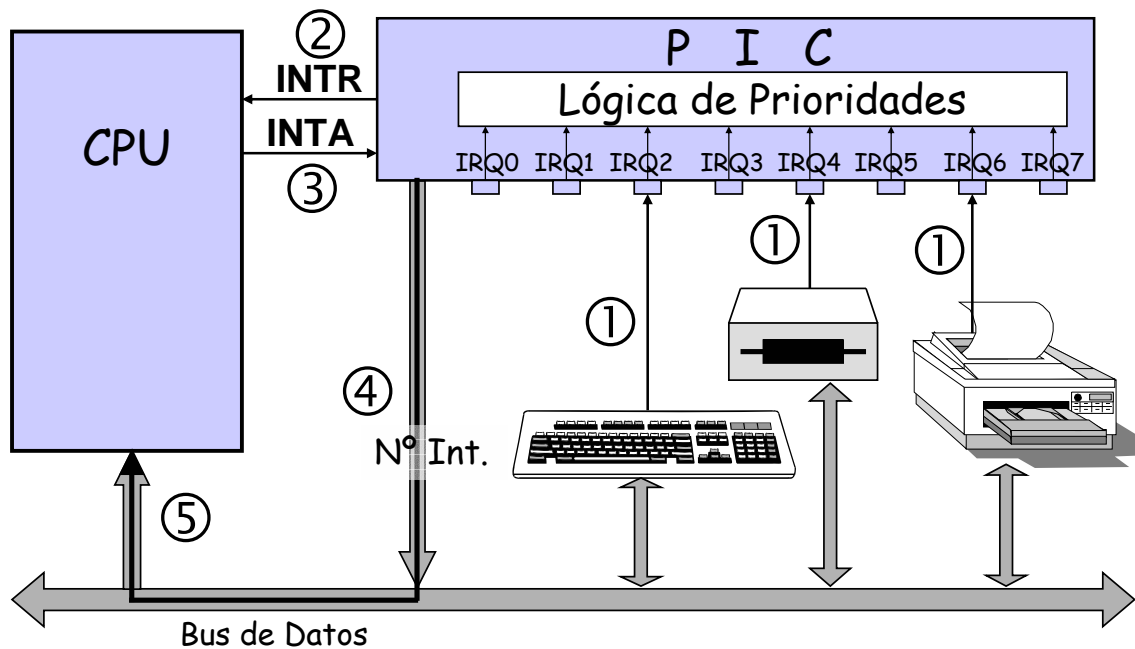 ②
P I C
INTR
Lógica de Prioridades
CPU
INTA
③
IRQ0 IRQ1 IRQ2 IRQ3 IRQ4 IRQ5 IRQ6 IRQ7
①
①
①
④
Nº Int.
⑤
Bus de Datos